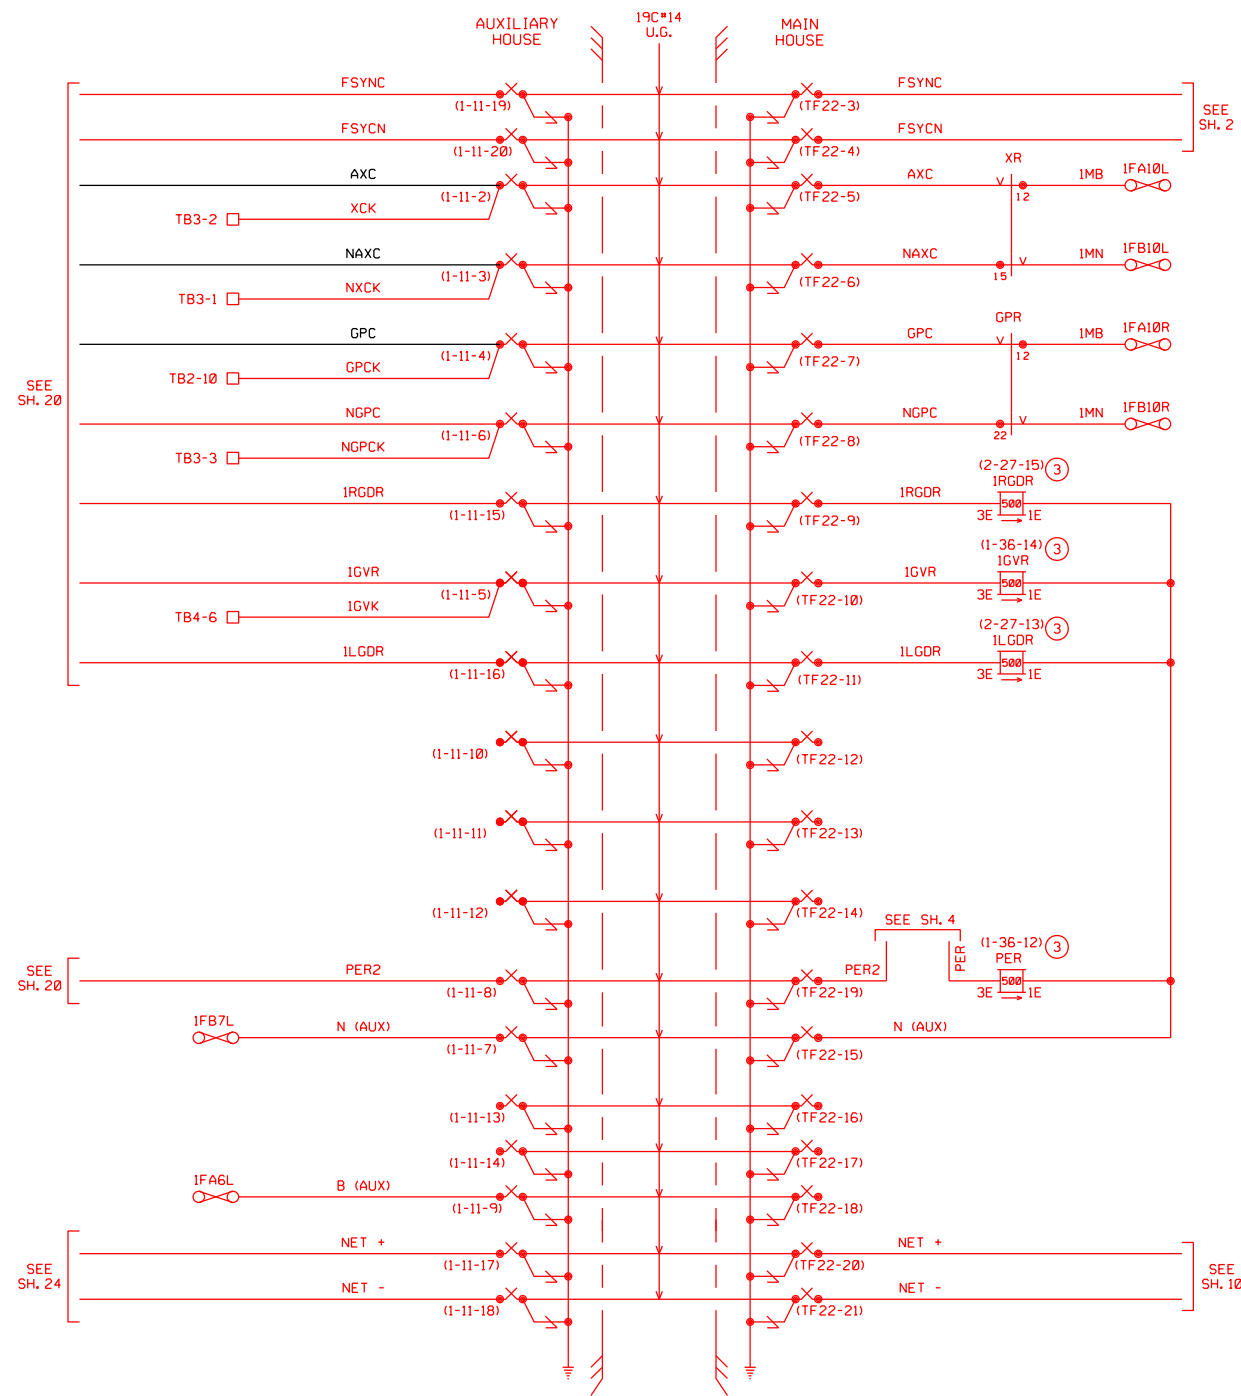 AUXILIARY
HOUSE
19C#14
U.G.
MAIN
HOUSE
FSYNC
(1-11-19)
(TF22-3)
FSYNC
SEE
SH. 2
FSYCN
(1-11-20)
(TF22-4)
FSYCN
AXC
(1-11-2)
(TF22-5)
AXC
XR
12
1MB
1FA10L
TB3-2
XCK
NAXC
(1-11-3)
(TF22-6)
NAXC
15
1MN
1FB10L
TB3-1
NXCK
GPC
(1-11-4)
(TF22-7)
GPC
GPR
12
1MB
1FA10R
TB2-10
GPCK
SEE
SH. 20
NGPC
(1-11-6)
(TF22-8)
NGPC
22
1MN
1FB10R
TB3-3
NGPCK
1RGDR
(1-11-15)
(TF22-9)
1RGDR
(2-27-15)
3
1RGDR
500
3E
1E
1GVR
(1-11-5)
(TF22-10)
1GVR
(1-36-14)
3
1GVR
500
3E
1E
TB4-6
1GVK
1LGDR
(1-11-16)
(TF22-11)
1LGDR
(2-27-13)
3
1LGDR
500
3E
1E
(1-11-10)
(TF22-12)
(1-11-11)
(TF22-13)
(1-11-12)
(TF22-14)
SEE SH. 4
SEE
SH. 20
PER2
(1-11-8)
(TF22-19)
PER2
PER
(1-36-12)
3
PER
500
3E
1E
1FB7L
N (AUX)
(1-11-7)
(TF22-15)
N (AUX)
(1-11-13)
(TF22-16)
(1-11-14)
(TF22-17)
1FA6L
B (AUX)
(1-11-9)
(TF22-18)
SEE
SH. 24
NET +
(1-11-17)
(TF22-20)
NET +
SEE
SH. 10
NET -
(1-11-18)
(TF22-21)
NET -